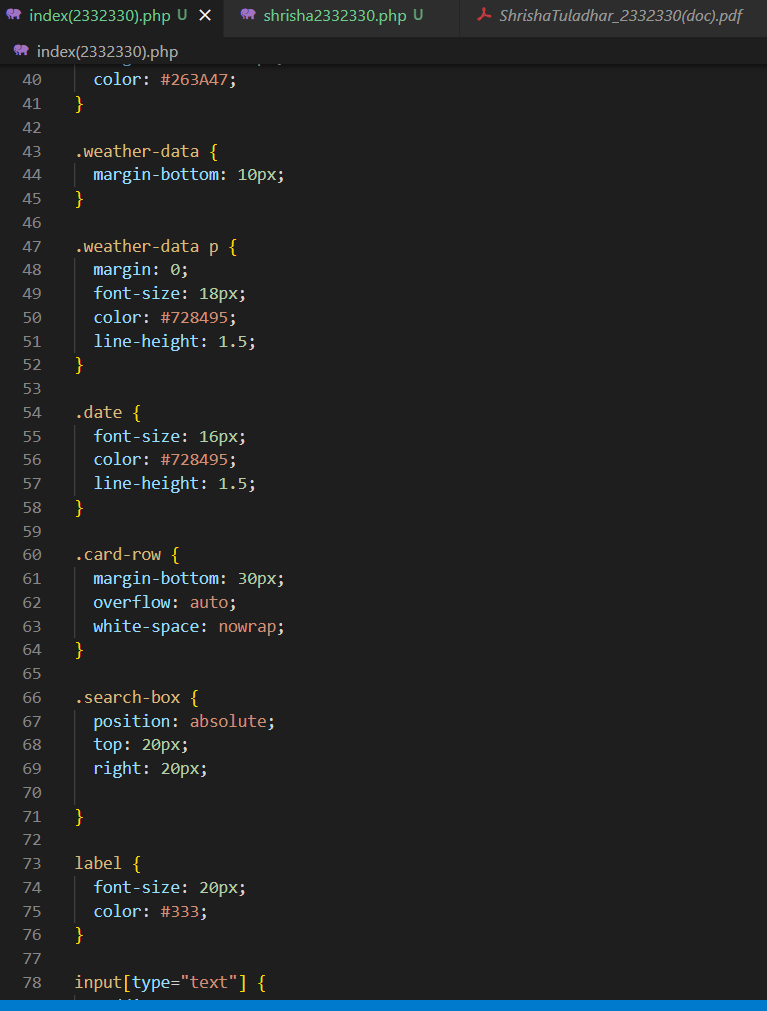 index(2332330).php U
shrisha2332330.php U
ShrishaTuladhar_2332330(doc).pdf
index(2332330).php
40 color: #263A47;
41 }
42
43 .weather-data {
44 margin-bottom: 10px;
45 }
46
47 .weather-data p {
48 margin: 0;
49 font-size: 18px;
50 color: #728495;
51 line-height: 1.5;
52 }
53
54 .date {
55 font-size: 16px;
56 color: #728495;
57 line-height: 1.5;
58 }
59
60 .card-row {
61 margin-bottom: 30px;
62 overflow: auto;
63 white-space: nowrap;
64 }
65
66 .search-box {
67 position: absolute;
68 top: 20px;
69 right: 20px;
70
71 }
72
73 label {
74 font-size: 20px;
75 color: #333;
76 }
77
78 input[type="text"] {